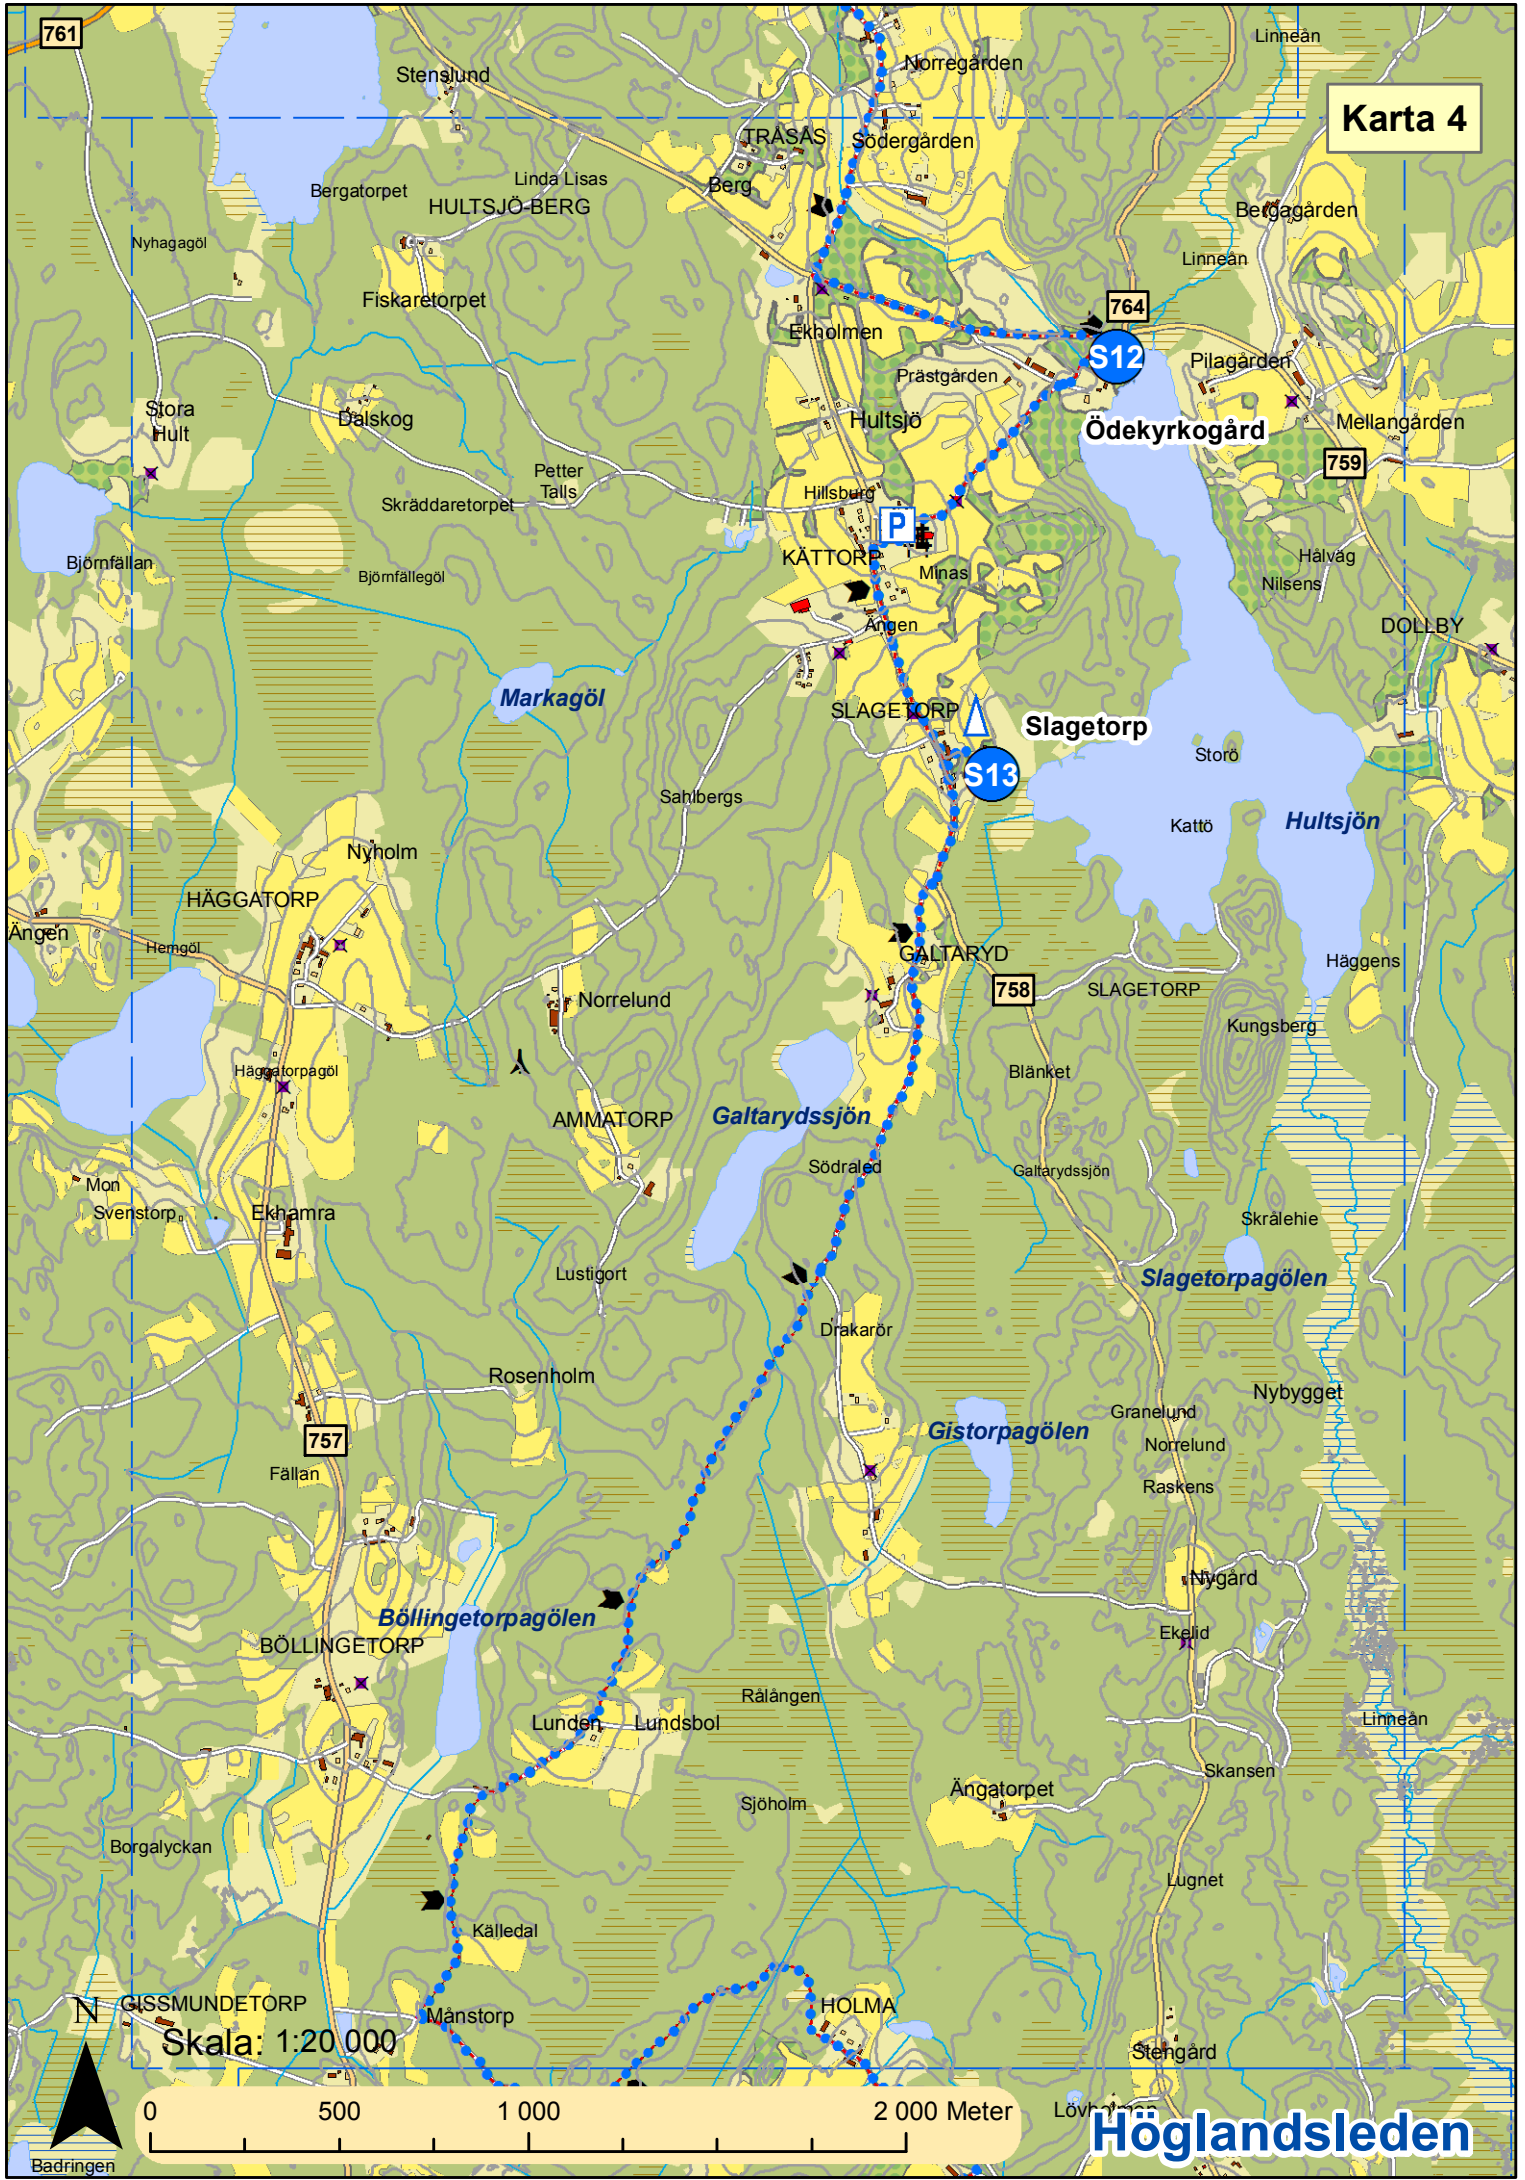 761
Linneån
Norregården
Stenslund
Karta 4
TRÅSÅS
Södergården
Linda Lisas
Berg
Bergatorpet
HULTSJÖ-BERG
Bergagården
Nyhagagöl
Linneån
Fiskaretorpet
764
Ekholmen
S12
Pilagården
Prästgården
Stora
Hult
Dalskog
Hultsjö
Ödekyrkogård
Mellangården
759
Petter
Talls
Skräddaretorpet
Hillsburg
P
Björnfällan
KÄTTORP
Minas
Hålväg
Björnfällegöl
Nilsens
Ängen
DOLLBY
Markagöl
SLAGETORP
Slagetorp
Storö
S13
Sahlbergs
Kattö
Hultsjön
Nyholm
HÄGGATORP
Ängen
Hemgöl
GALTARYD
Häggens
758
SLAGETORP
Norrelund
Kungsberg
Häggatorpagöl
Blänket
AMMATORP
Galtarydssjön
Södraled
Galtarydssjön
Mon
Svenstorp
Ekhamra
Skrålehie
Lustigort
Slagetorpagölen
Drakarör
Rosenholm
Nybygget
Granelund
Gistorpagölen
757
Norrelund
Fällan
Raskens
Nygård
Böllingetorpagölen
BÖLLINGETORP
Ekelid
Rålången
Lunden
Lundsbol
Linneån
Skansen
Ängatorpet
Sjöholm
Borgalyckan
Lugnet
Källedal
GISSMUNDETORP
HOLMA
N
Månstorp
Skala: 1:20 000
Stengård
0
500
1 000
2 000 Meter
Lövholmen
Höglandsleden
Badringen